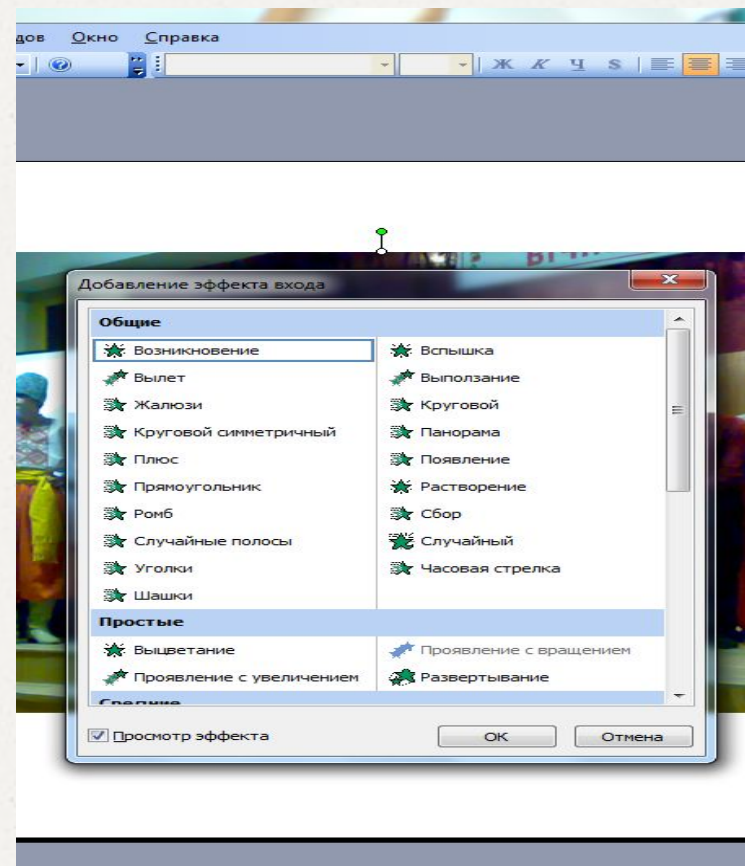 дов Окно Справка
Ж К Ч S
Добавление эффекта входа
Общие
Возникновение Вспышка
Вылет Выползание
Жалюзи Круговой
Круговой симметричный Панорама
Плюс Появление
Прямоугольник Растворение
Ромб Сбор
Случайные полосы Случайный
Уголки Часовая стрелка
Шашки
Простые
Выцветание Проявление с вращением
Проявление с увеличением Развертывание
Средние
Просмотр эффекта ОК Отмена